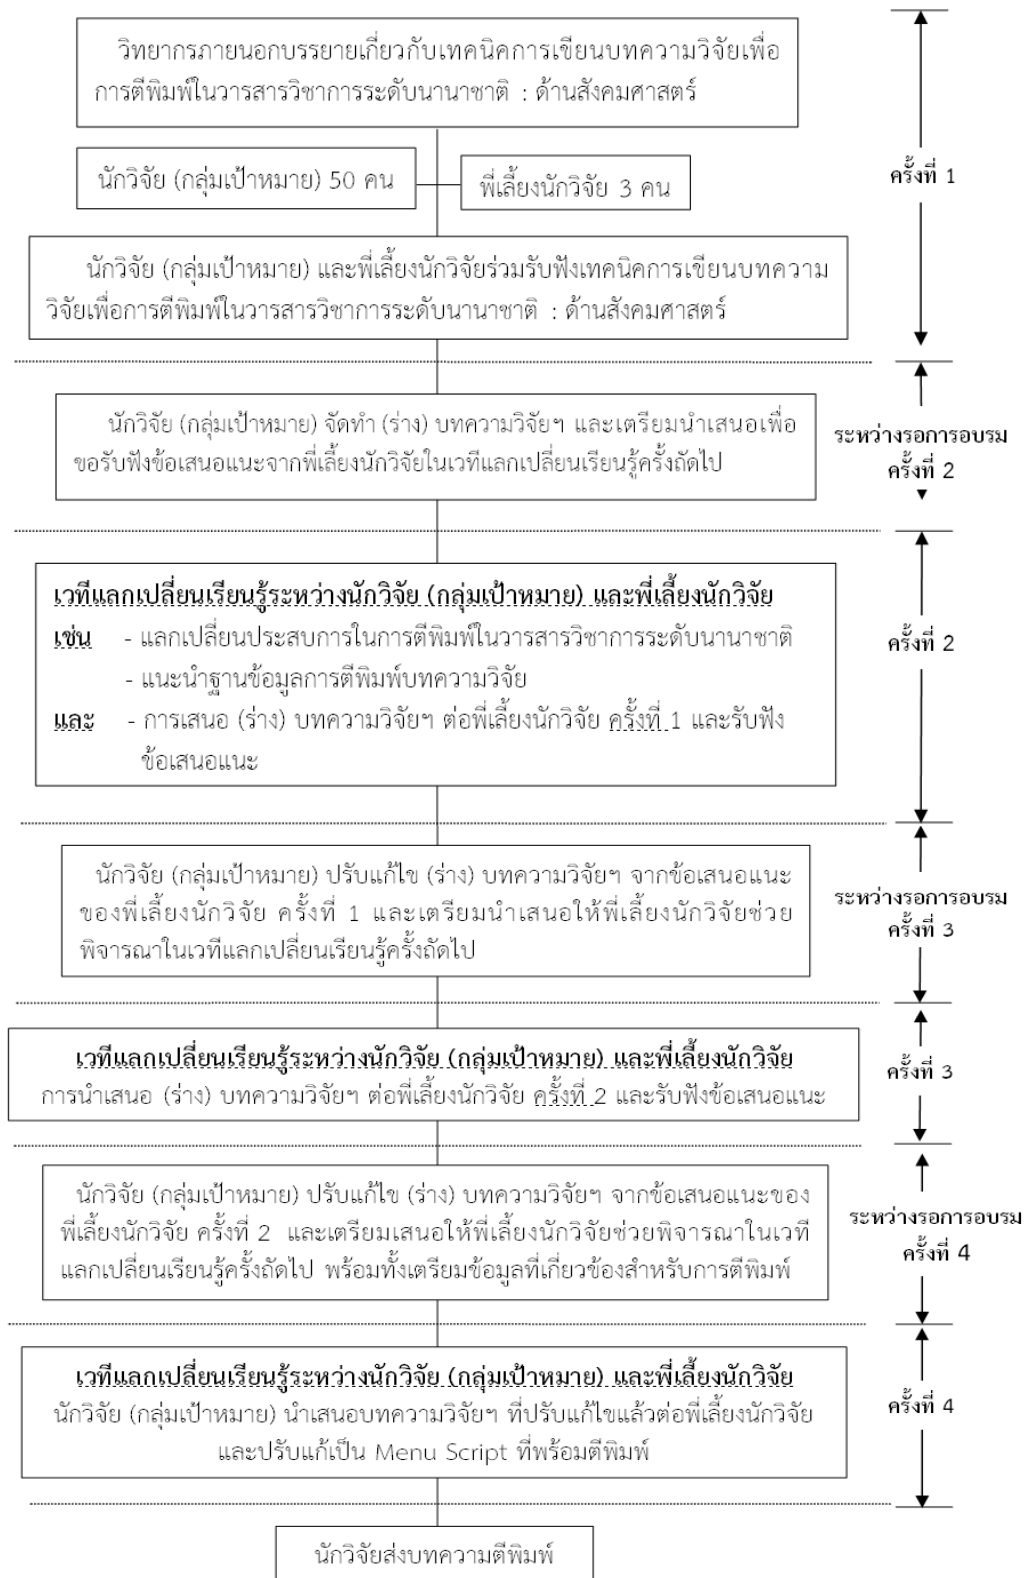 วิทยากรภายนอกบรรยายเกี่ยวกับเทคนิคการเขียนบทความวิจัยเพื่อ
การตีพิมพ์ในวารสารวิชาการระดับนานาชาติ : ด้านสังคมศาสตร์
นักวิจัย (กลุ่มเป้าหมาย) 50 คน
พี่เลี้ยงนักวิจัย 3 คน
ครั้งที่ 1
นักวิจัย (กลุ่มเป้าหมาย) และพี่เลี้ยงนักวิจัยร่วมรับฟังเทคนิคการเขียนบทความ
วิจัยเพื่อการตีพิมพ์ในวารสารวิชาการระดับนานาชาติ : ด้านสังคมศาสตร์
นักวิจัย (กลุ่มเป้าหมาย) จัดทำ (ร่าง) บทความวิจัยฯ และเตรียมนำเสนอเพื่อ
ขอรับฟังข้อเสนอแนะจากพี่เลี้ยงนักวิจัยในเวทีแลกเปลี่ยนเรียนรู้ครั้งถัดไป
ระหว่างรอการอบรม
ครั้งที่ 2
เวทีแลกเปลี่ยนเรียนรู้ระหว่างนักวิจัย (กลุ่มเป้าหมาย) และพี่เลี้ยงนักวิจัย
เช่น - แลกเปลี่ยนประสบการในการตีพิมพ์ในวารสารวิชาการระดับนานาชาติ
- แนะนำฐานข้อมูลการตีพิมพ์บทความวิจัย
และ - การเสนอ (ร่าง) บทความวิจัยฯ ต่อพี่เลี้ยงนักวิจัย ครั้งที่ 1 และรับฟัง
ข้อเสนอแนะ
ครั้งที่ 2
นักวิจัย (กลุ่มเป้าหมาย) ปรับแก้ไข (ร่าง) บทความวิจัยฯ จากข้อเสนอแนะ
ของพี่เลี้ยงนักวิจัย ครั้งที่ 1 และเตรียมนำเสนอให้พี่เลี้ยงนักวิจัยช่วย
พิจารณาในเวทีแลกเปลี่ยนเรียนรู้ครั้งถัดไป
ระหว่างรอการอบรม
ครั้งที่ 3
เวทีแลกเปลี่ยนเรียนรู้ระหว่างนักวิจัย (กลุ่มเป้าหมาย) และพี่เลี้ยงนักวิจัย
การนำเสนอ (ร่าง) บทความวิจัยฯ ต่อพี่เลี้ยงนักวิจัย ครั้งที่ 2 และรับฟังข้อเสนอแนะ
ครั้งที่ 3
นักวิจัย (กลุ่มเป้าหมาย) ปรับแก้ไข (ร่าง) บทความวิจัยฯ จากข้อเสนอแนะของ
พี่เลี้ยงนักวิจัย ครั้งที่ 2 และเตรียมเสนอให้พี่เลี้ยงนักวิจัยช่วยพิจารณาในเวที
แลกเปลี่ยนเรียนรู้ครั้งถัดไป พร้อมทั้งเตรียมข้อมูลที่เกี่ยวข้องสำหรับการตีพิมพ์
ระหว่างรอการอบรม
ครั้งที่ 4
เวทีแลกเปลี่ยนเรียนรู้ระหว่างนักวิจัย (กลุ่มเป้าหมาย) และพี่เลี้ยงนักวิจัย
นักวิจัย (กลุ่มเป้าหมาย) นำเสนอบทความวิจัยฯ ที่ปรับแก้ไขแล้วต่อพี่เลี้ยงนักวิจัย
และปรับแก้เป็น Menu Script ที่พร้อมตีพิมพ์
ครั้งที่ 4
นักวิจัยส่งบทความตีพิมพ์